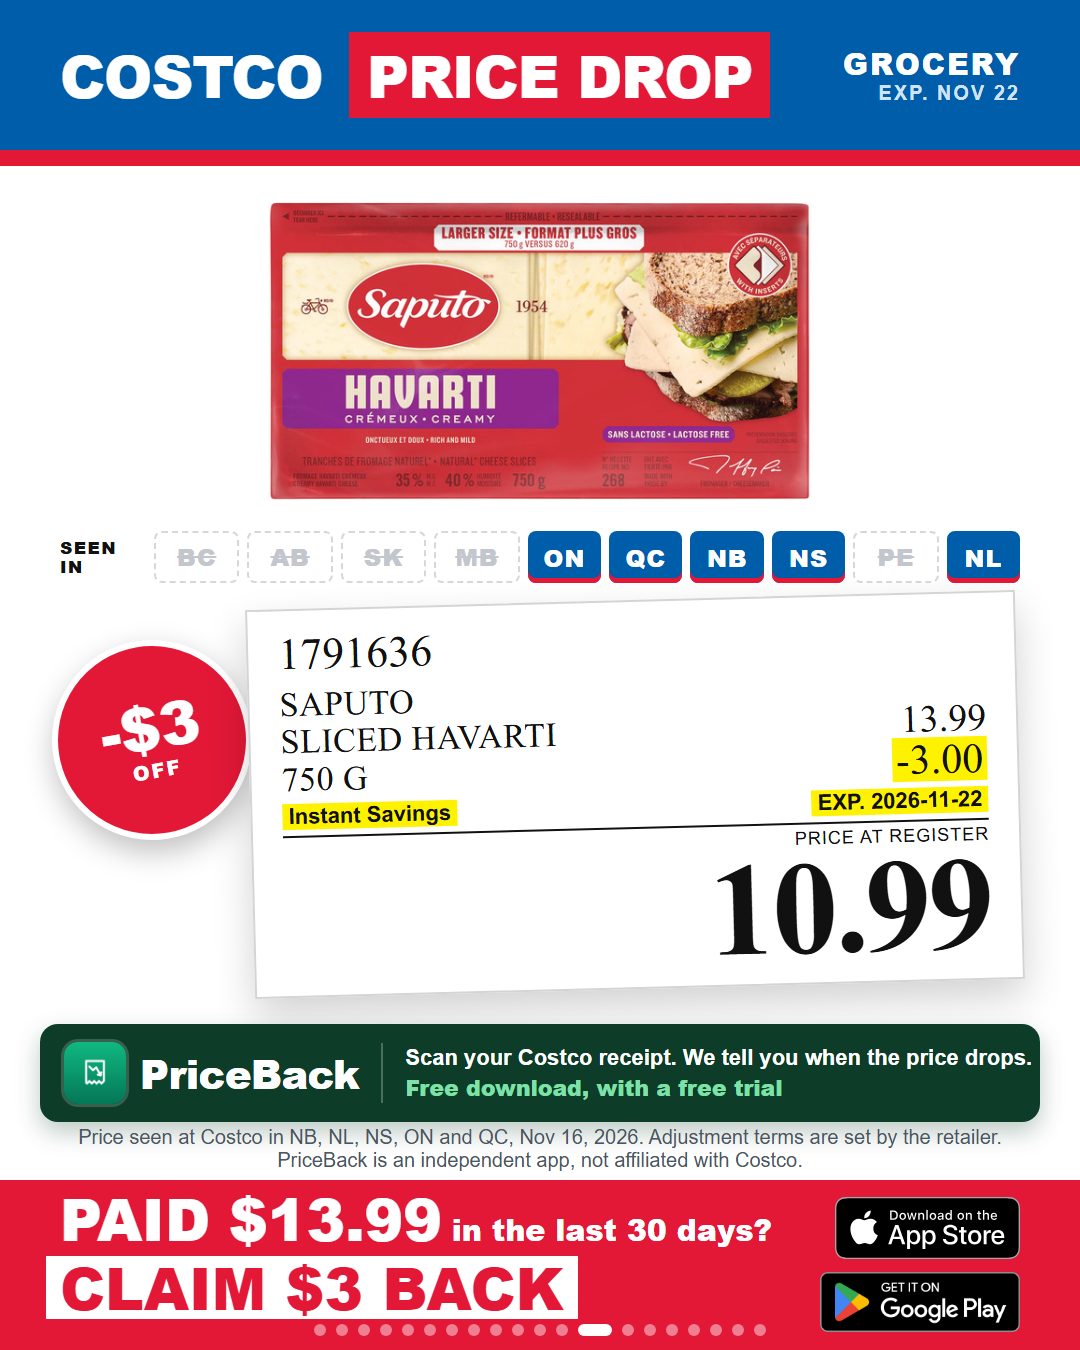 COSTCO PRICE DROP
GROCERY
EXP. NOV 22
REFERMABLE • RESEALABLE
LARGER SIZE • FORMAT PLUS GROS
750 g VERSUS 620 g
AVEC SÉPARATEURS
WITH INSERTS
Saputo
1954
HAVARTI
CRÉMEUX • CREAMY
ONCTUEUX ET DOUX • RICH AND MILD
SANS LACTOSE • LACTOSE FREE
TRANCHES DE FROMAGE NATUREL • NATURAL CHEESE SLICES
35% 40% 750 g
268
SEEN IN
BC AB SK MB ON QC NB NS PE NL
-$3
OFF
1791636
SAPUTO
SLICED HAVARTI
750 G
Instant Savings
13.99
-3.00
EXP. 2026-11-22
PRICE AT REGISTER
10.99
PriceBack
Scan your Costco receipt. We tell you when the price drops.
Free download, with a free trial
Price seen at Costco in NB, NL, NS, ON and QC, Nov 16, 2026. Adjustment terms are set by the retailer.
PriceBack is an independent app, not affiliated with Costco.
PAID $13.99 in the last 30 days?
CLAIM $3 BACK
Download on the
App Store
GET IT ON
Google Play